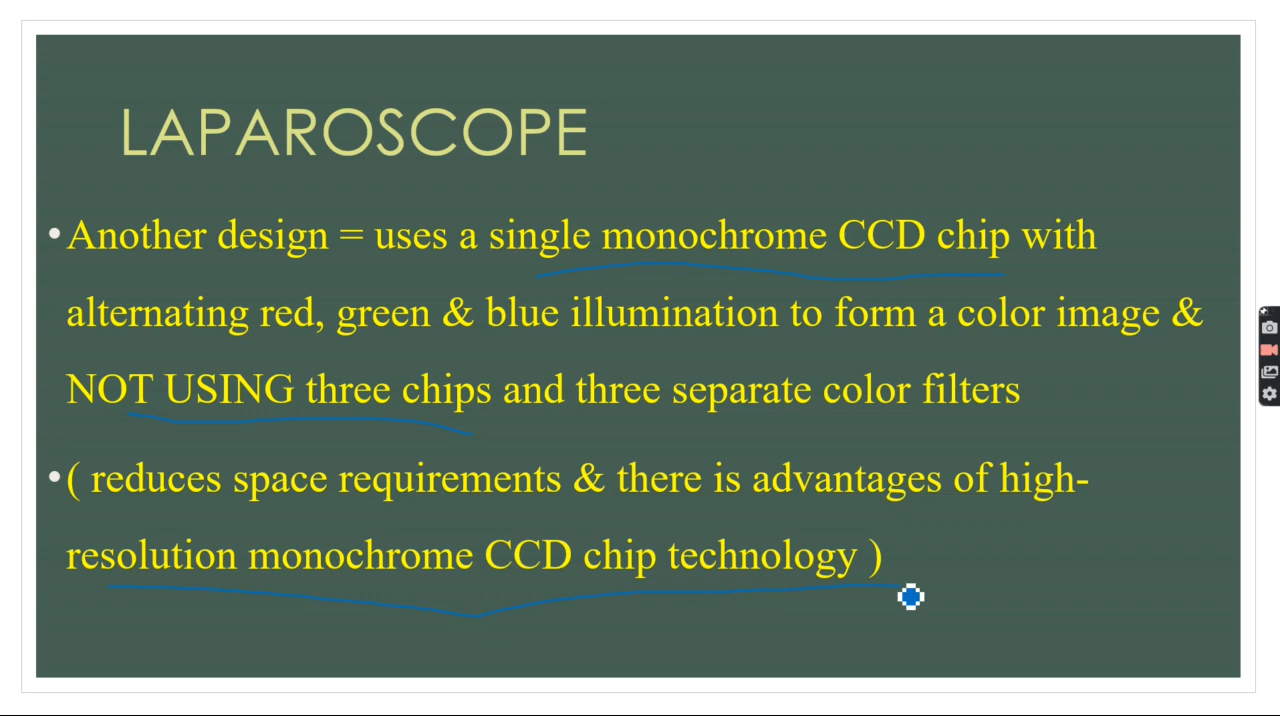 LAPAROSCOPE
•Another design = uses a single monochrome CCD chip with
alternating red, green & blue illumination to form a color image &
NOT USING three chips and three separate color filters
•( reduces space requirements & there is advantages of high-
resolution monochrome CCD chip technology )